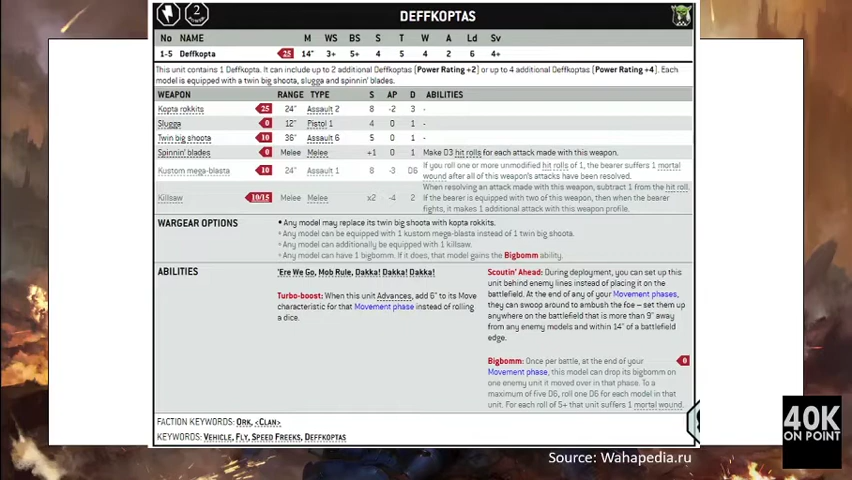 2
POWER
DEFFKOPTAS
No NAME M WS BS S T W A Ld Sv
1-5 Deffkopta 25 14" 3+ 5+ 4 5 4 2 6 4+
This unit contains 1 Deffkopta. It can include up to 2 additional Deffkoptas (Power Rating +2) or up to 4 additional Deffkoptas (Power Rating +4). Each
model is equipped with a twin big shoota, slugga and spinnin' blades.
WEAPON RANGE TYPE S AP D ABILITIES
Kopta rokkits 25 24" Assault 2 8 -2 3 -
Slugga 0 12" Pistol 1 4 0 1 -
Twin big shoota 10 36" Assault 6 5 0 1 -
Spinnin' blades 0 Melee Melee +1 0 1 Make D3 hit rolls for each attack made with this weapon.
Kustom mega-blasta 10 24" Assault 1 8 -3 D6 If you roll one or more unmodified hit rolls of 1, the bearer suffers 1 mortal
wound after all of this weapon's attacks have been resolved.
Killsaw 10/15 Melee Melee x2 -4 2 When resolving an attack made with this weapon, subtract 1 from the hit roll.
If the bearer is equipped with two of this weapon, then when the bearer
fights, it makes 1 additional attack with this weapon profile.
WARGEAR OPTIONS
• Any model may replace its twin big shoota with kopta rokkits.
• Any model can be equipped with 1 kustom mega-blasta instead of 1 twin big shoota.
• Any model can additionally be equipped with 1 killsaw.
• Any model can have 1 bigbomm. If it does, that model gains the Bigbomm ability.
ABILITIES
'Ere We Go, Mob Rule, Dakka! Dakka! Dakka!
Turbo-boost: When this unit Advances, add 6" to its Move
characteristic for that Movement phase instead of rolling
a dice.
Scoutin' Ahead: During deployment, you can set up this
unit behind enemy lines instead of placing it on the
battlefield. At the end of any of your Movement phases,
they can swoop around to ambush the foe – set them up
anywhere on the battlefield that is more than 9" away
from any enemy models and within 14" of a battlefield
edge.
Bigbomm: Once per battle, at the end of your 0
Movement phase, this model can drop its bigbomm on
one enemy unit it moved over in that phase. To a
maximum of five D6, roll one D6 for each model in that
unit. For each roll of 5+ that unit suffers 1 mortal wound.
FACTION KEYWORDS: ORK, <CLAN>
KEYWORDS: VEHICLE, FLY, SPEED FREEKS, DEFFKOPTAS
Source: Wahapedia.ru
40K
ON POINT